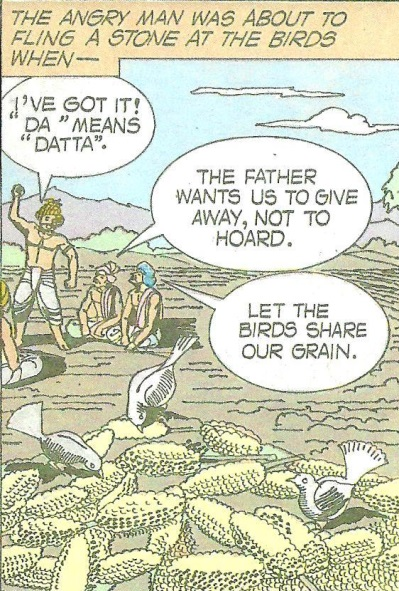 THE ANGRY MAN WAS ABOUT TO
FLING A STONE AT THE BIRDS
WHEN—
I'VE GOT IT!
"DA" MEANS
"DATTA".
THE FATHER
WANTS US TO GIVE
AWAY, NOT TO
HOARD.
LET THE
BIRDS SHARE
OUR GRAIN.